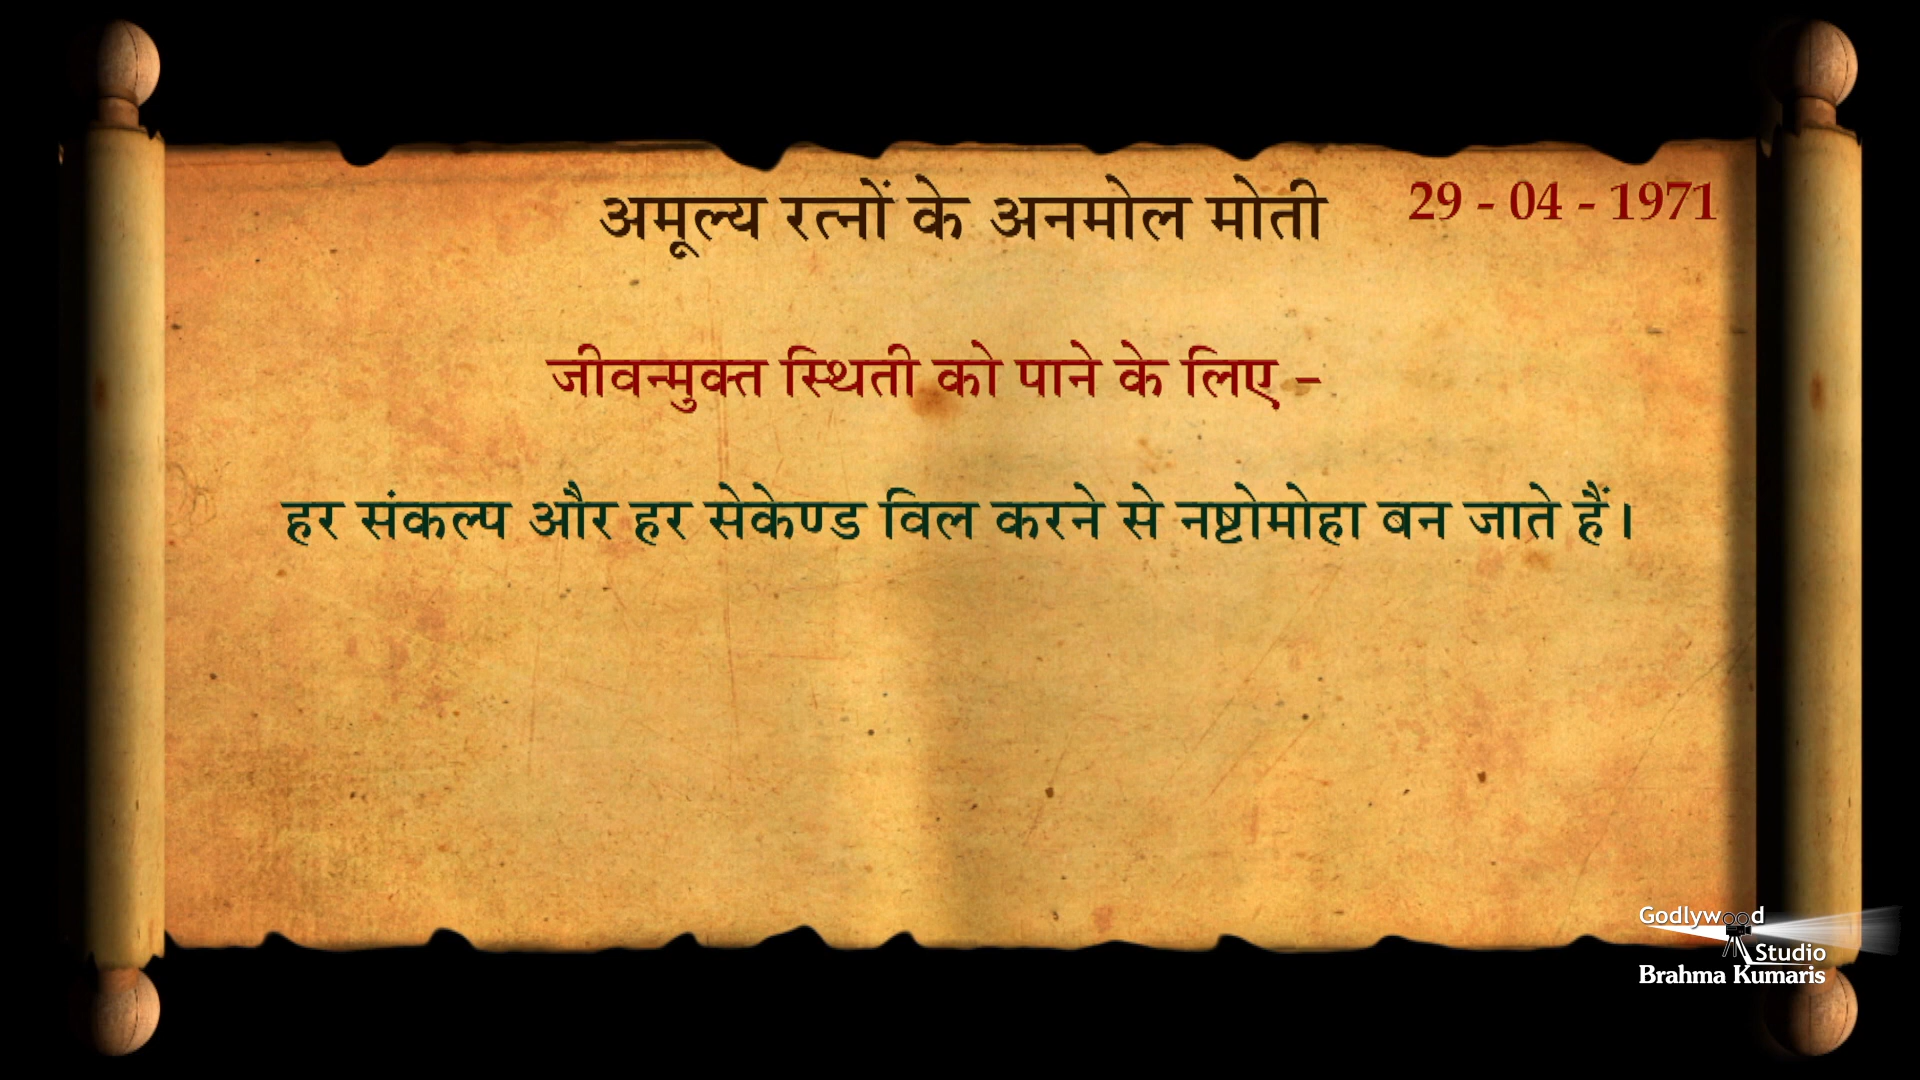 अमूल्य रत्नों के अनमोल मोती
29 - 04 - 1971
जीवन्मुक्त स्थिती को पाने के लिए -
हर संकल्प और हर सेकेण्ड विल करने से नष्टोमोहा बन जाते हैं।
Godlywood
Studio
Brahma Kumaris